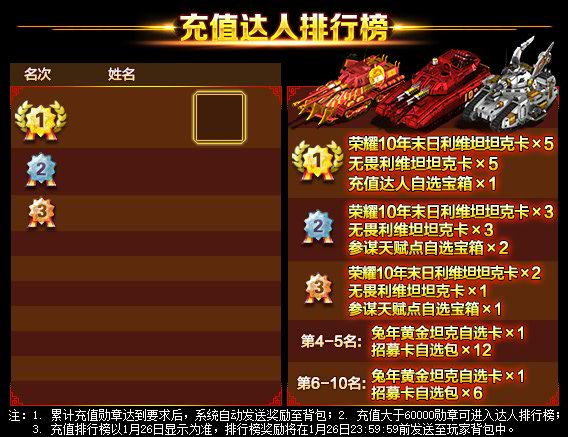 充值达人排行榜
名次 姓名
1
2
3
1
荣耀10年末日利维坦坦克卡×5
无畏利维坦坦克卡×5
充值达人自选宝箱×1
2
荣耀10年末日利维坦坦克卡×3
无畏利维坦坦克卡×3
参谋天赋点自选宝箱×2
3
荣耀10年末日利维坦坦克卡×2
无畏利维坦坦克卡×1
参谋天赋点自选宝箱×1
第4-5名:
兔年黄金坦克自选卡×1
招募卡自选包×12
第6-10名:
兔年黄金坦克自选卡×1
招募卡自选包×6
注：1. 累计充值勋章达到要求后，系统自动发送奖励至背包；2. 充值大于60000勋章可进入达人排行榜；
3. 充值排行榜以1月26日显示为准，排行榜奖励将在1月26日23:59:59前发送至玩家背包中。